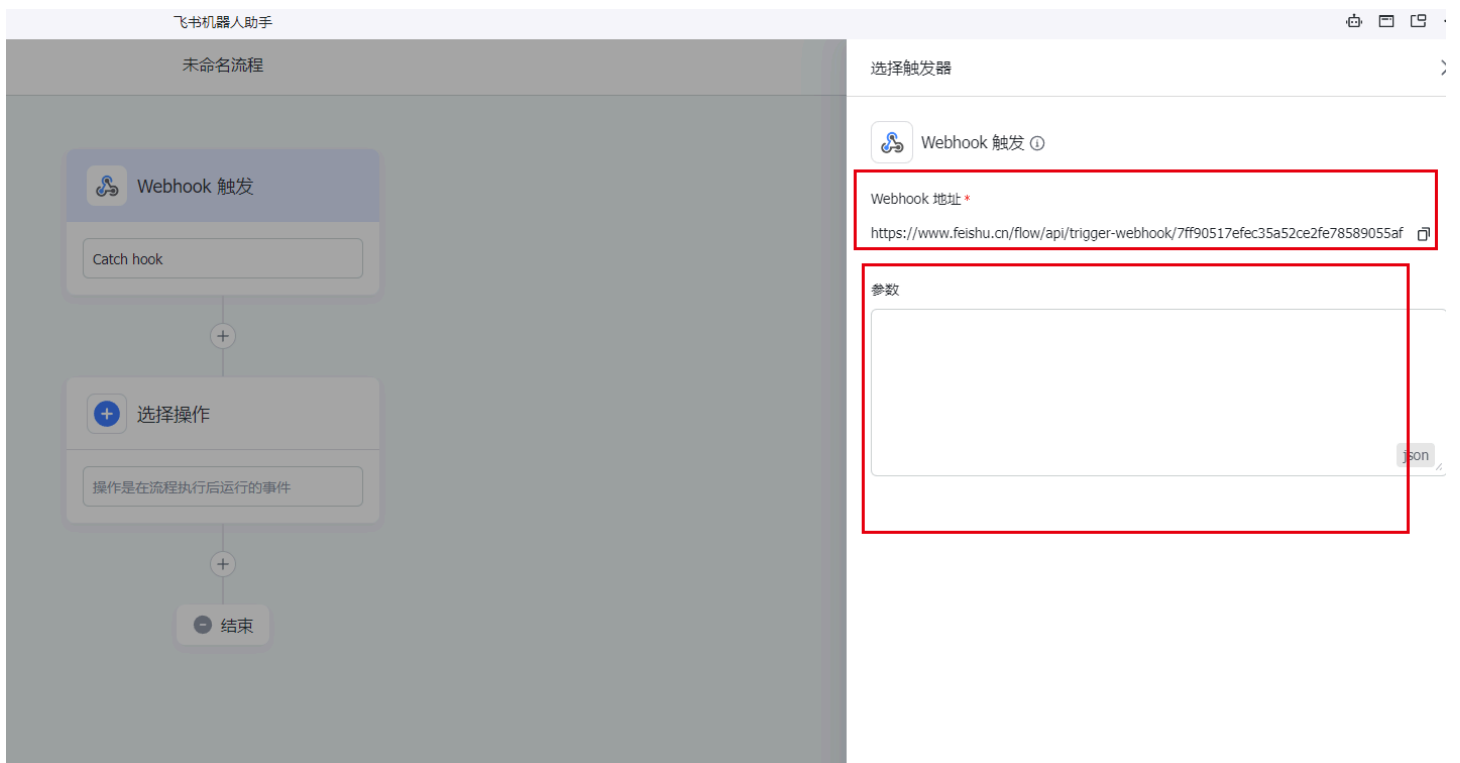 飞书机器人助手
未命名流程
选择触发器
Webhook 触发
Webhook 触发
Webhook 地址 *
https://www.feishu.cn/flow/api/trigger-webhook/7ff90517efec35a52ce2fe78589055af
Catch hook
参数
json
选择操作
操作是在流程执行后运行的事件
结束